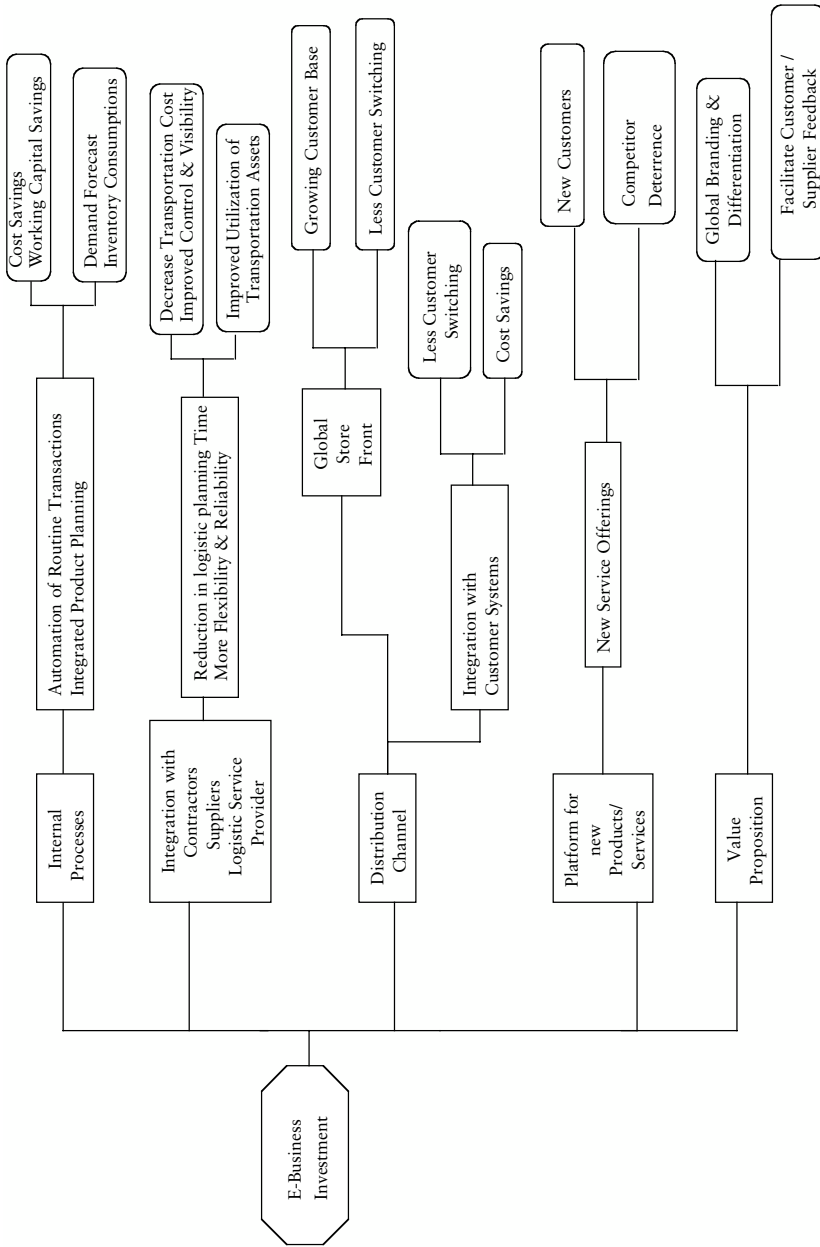 E-Business
Investment
Internal
Processes
Automation of Routine Transactions
Integrated Product Planning
Cost Savings
Working Capital Savings
Demand Forecast
Inventory Consumptions
Integration with
Contractors
Suppliers
Logistic Service
Provider
Reduction in logistic planning Time
More Flexibility & Reliability
Decrease Transportation Cost
Improved Control & Visibility
Improved Utilization of
Transportation Assets
Distribution
Channel
Global
Store
Front
Growing Customer Base
Less Customer Switching
Integration with
Customer Systems
Less Customer
Switching
Cost Savings
Platform for
new
Products/
Services
New Service Offerings
New Customers
Competitor
Deterrence
Value
Proposition
Global Branding &
Differentiation
Facilitate Customer /
Supplier Feedback